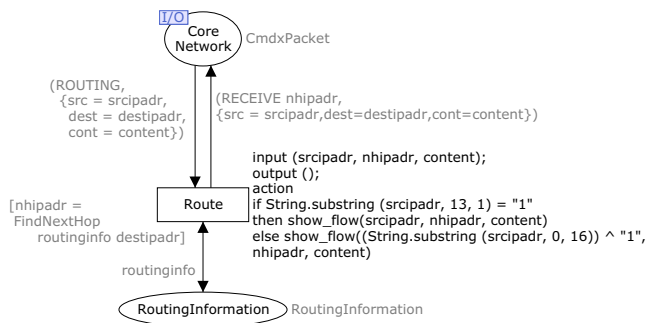 I/O
Core
Network
CmdxPacket
(ROUTING,
{src = srcipadr,
dest = destipadr,
cont = content})
(RECEIVE nhipadr,
{src = srcipadr,dest=destipadr,cont=content})
input (srcipadr, nhipadr, content);
output ();
action
if String.substring (srcipadr, 13, 1) = "1"
then show_flow(srcipadr, nhipadr, content)
else show_flow((String.substring (srcipadr, 0, 16)) ^ "1",
nhipadr, content)
Route
[nhipadr =
FindNextHop
routinginfo destipadr]
routinginfo
RoutingInformation
RoutingInformation